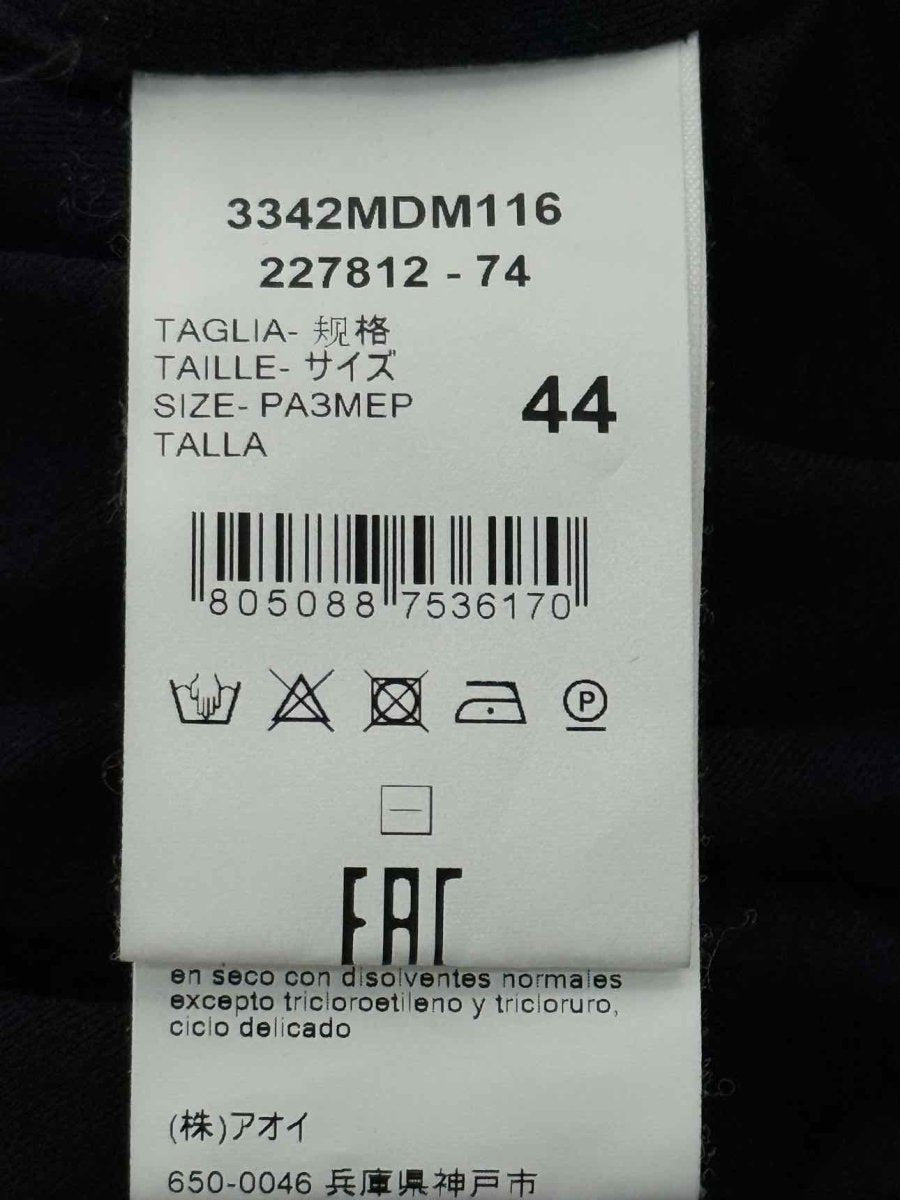 3342MDM116
227812 - 74
TAGLIA- 规格
TAILLE- サイズ
SIZE- РАЗМЕР
TALLA
44
805088 7536170
P
EAC
en seco con disolventes normales
excepto tricloroetileno y tricloruro,
ciclo delicado
(株)アオイ
650-0046 兵庫県神戸市